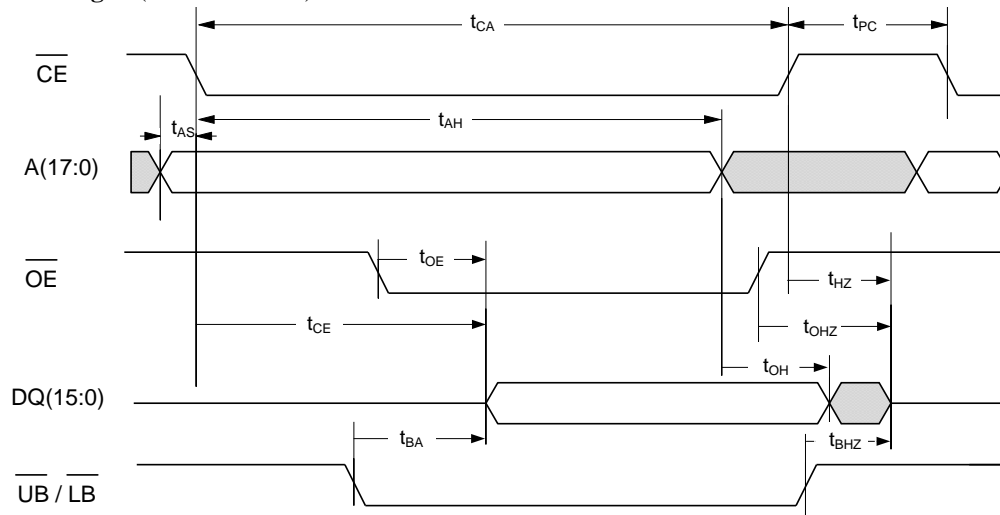 t_CA
t_PC
CE
t_AS
t_AH
A(17:0)
OE
t_OE
t_HZ
t_CE
t_OHZ
t_OH
DQ(15:0)
t_BA
t_BHZ
UB / LB